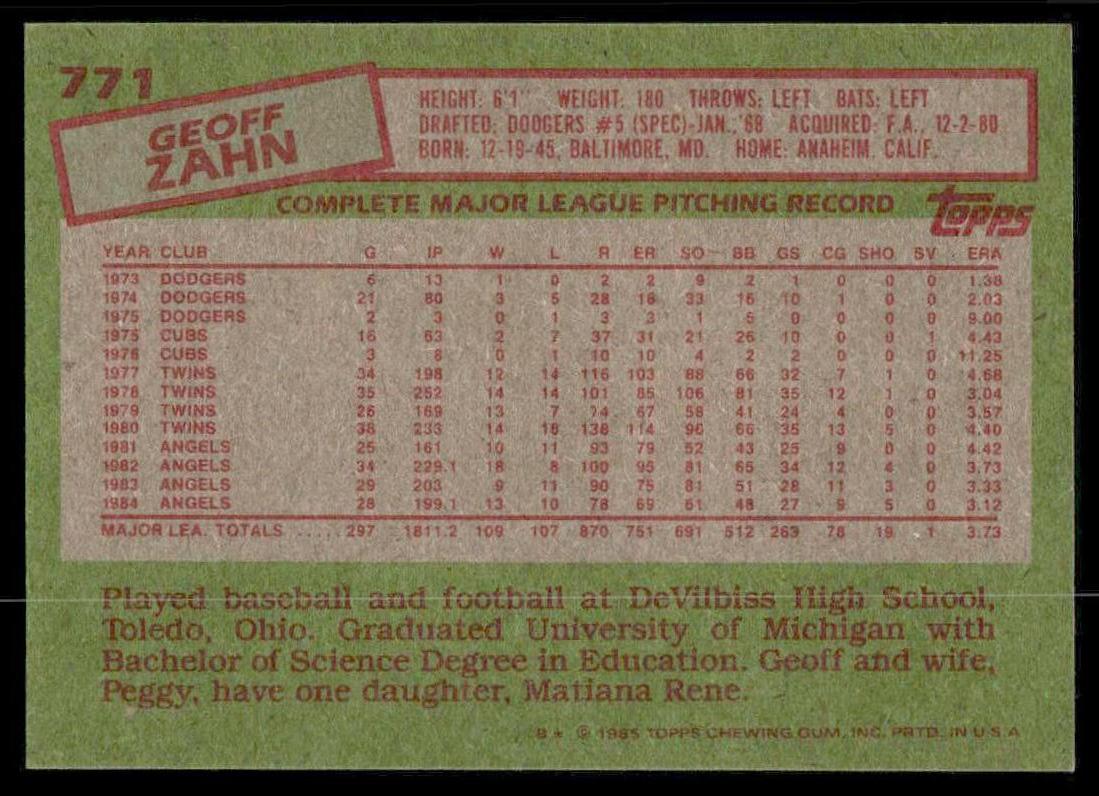 771
GEOFF
ZAHN
HEIGHT: 6'1" WEIGHT: 180 THROWS: LEFT BATS: LEFT
DRAFTED: DODGERS #5 (SPEC)-JAN., '68 ACQUIRED: F.A., 12-2-80
BORN: 12-19-45, BALTIMORE, MD. HOME: ANAHEIM, CALIF.
COMPLETE MAJOR LEAGUE PITCHING RECORD
topps
YEAR CLUB G IP W L R ER SO BB GS CG SHO SV ERA
1973 DODGERS 6 13 1 0 2 2 9 2 1 0 0 0 1.38
1974 DODGERS 21 80 3 5 28 18 33 16 10 1 0 0 2.03
1975 DODGERS 2 3 0 1 3 3 1 5 0 0 0 0 9.00
1975 CUBS 16 63 2 7 37 31 21 26 10 0 0 1 4.43
1976 CUBS 3 8 0 1 10 10 4 2 2 0 0 0 11.25
1977 TWINS 34 198 12 14 116 103 88 66 32 7 1 0 4.68
1978 TWINS 35 252 14 14 101 85 106 81 35 12 1 0 3.04
1979 TWINS 26 169 13 7 74 67 58 41 24 4 0 0 3.57
1980 TWINS 38 233 14 18 138 114 96 66 35 13 5 0 4.40
1981 ANGELS 25 161 10 11 93 79 52 43 25 9 0 0 4.42
1982 ANGELS 34 229.1 18 8 100 95 81 65 34 12 4 0 3.73
1983 ANGELS 29 203 9 11 90 75 81 51 28 11 3 0 3.33
1984 ANGELS 28 199.1 13 10 78 69 61 48 27 9 5 0 3.12
MAJOR LEA. TOTALS ..... 297 1811.2 109 107 870 751 691 512 263 78 19 1 3.73
Played baseball and football at DeVilbiss High School,
Toledo, Ohio. Graduated University of Michigan with
Bachelor of Science Degree in Education. Geoff and wife,
Peggy, have one daughter, Matiana Rene.
B* © 1985 TOPPS CHEWING GUM, INC. PRTD. IN U.S.A